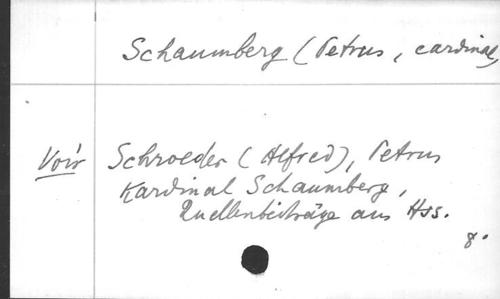 Schaumberg (Petrus, cardinal)
Voir Schroeder (Alfred), Petrus
Kardinal Schaumberg,
Quellenbeiträge aus Hss.
8°